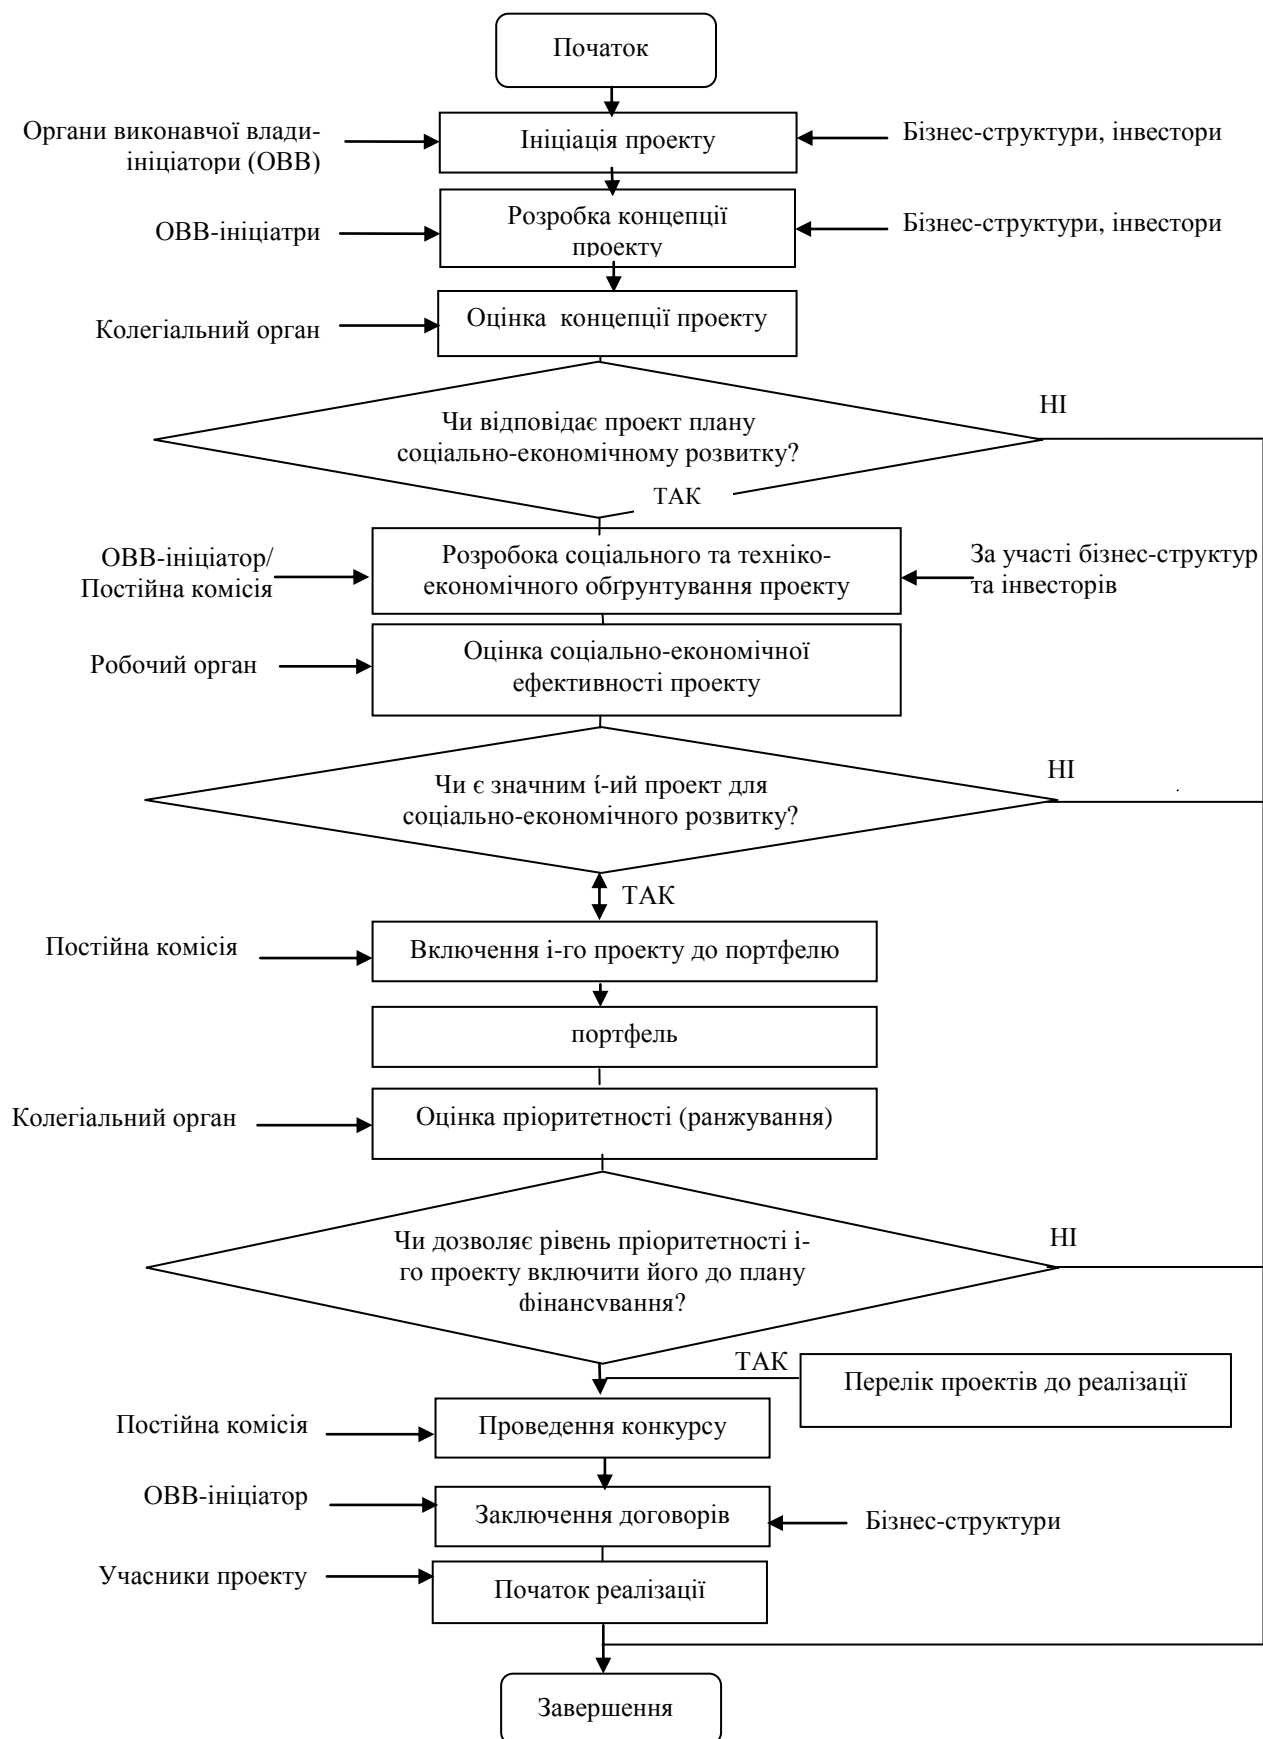 Початок
Органи виконавчої влади-
ініціатори (ОВВ)
Ініціація проекту
Бізнес-структури, інвестори
ОВВ-ініціатри
Розробка концепції
проекту
Бізнес-структури, інвестори
Колегіальний орган
Оцінка концепції проекту
Чи відповідає проект плану
соціально-економічному розвитку?
НІ
ТАК
ОВВ-ініціатор/
Постійна комісія
Розробока соціального та техніко-
економічного обґрунтування проекту
За участі бізнес-структур
та інвесторів
Робочий орган
Оцінка соціально-економічної
ефективності проекту
Чи є значним і-ий проект для
соціально-економічного розвитку?
НІ
ТАК
Постійна комісія
Включення і-го проекту до портфелю
портфель
Колегіальний орган
Оцінка пріоритетності (ранжування)
Чи дозволяє рівень пріоритетності і-
го проекту включити його до плану
фінансування?
НІ
ТАК
Перелік проектів до реалізації
Постійна комісія
Проведення конкурсу
ОВВ-ініціатор
Заключення договорів
Бізнес-структури
Учасники проекту
Початок реалізації
Завершення